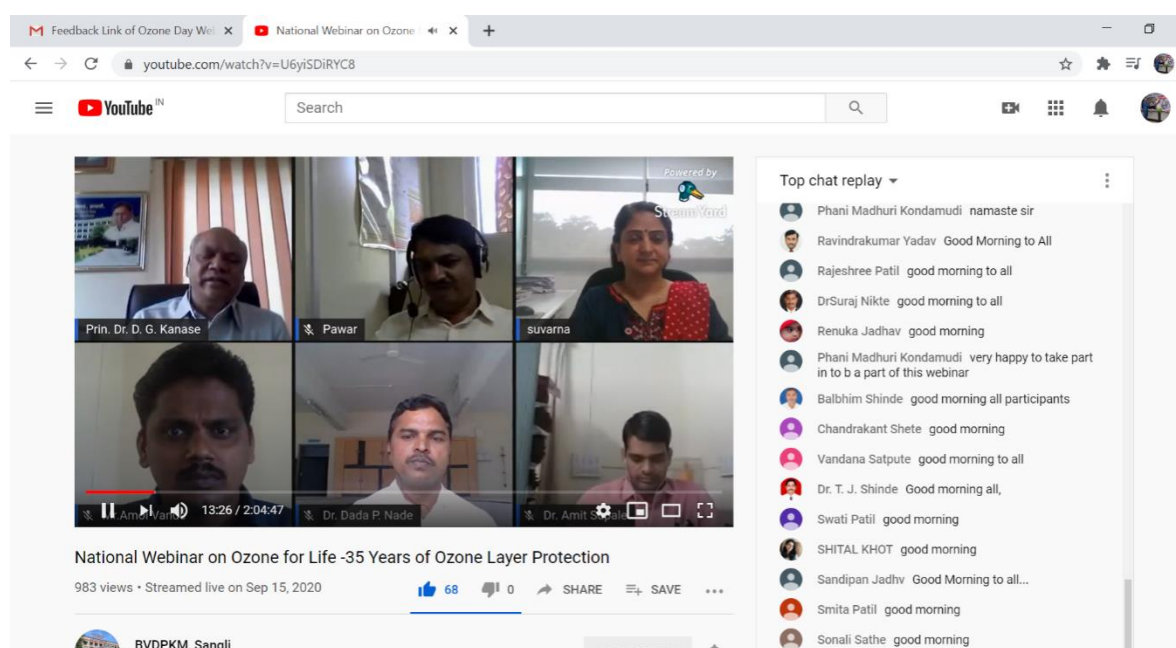 Feedback Link of Ozone Day We
National Webinar on Ozone
youtube.com/watch?v=U6yiSDiRYC8
YouTube IN
Search
Powered by
StreamYard
Prin. Dr. D. G. Kanase
Pawar
suvarna
13:26 / 2:04:47
Dr. Dada P. Nade
Dr. Amit
National Webinar on Ozone for Life -35 Years of Ozone Layer Protection
983 views • Streamed live on Sep 15, 2020
68
0
SHARE
SAVE
BVDPKM, Sangli
Top chat replay
Phani Madhuri Kondamudi namaste sir
Ravindrakumar Yadav Good Morning to All
Rajeshree Patil good morning to all
DrSuraj Nikte good morning to all
Renuka Jadhav good morning
Phani Madhuri Kondamudi very happy to take part
in to b a part of this webinar
Balbhim Shinde good morning all participants
Chandrakant Shete good morning
Vandana Satpute good morning to all
Dr. T. J. Shinde Good morning all,
Swati Patil good morning
SHITAL KHOT good morning
Sandipan Jadhv Good Morning to all...
Smita Patil good morning
Sonali Sathe good morning